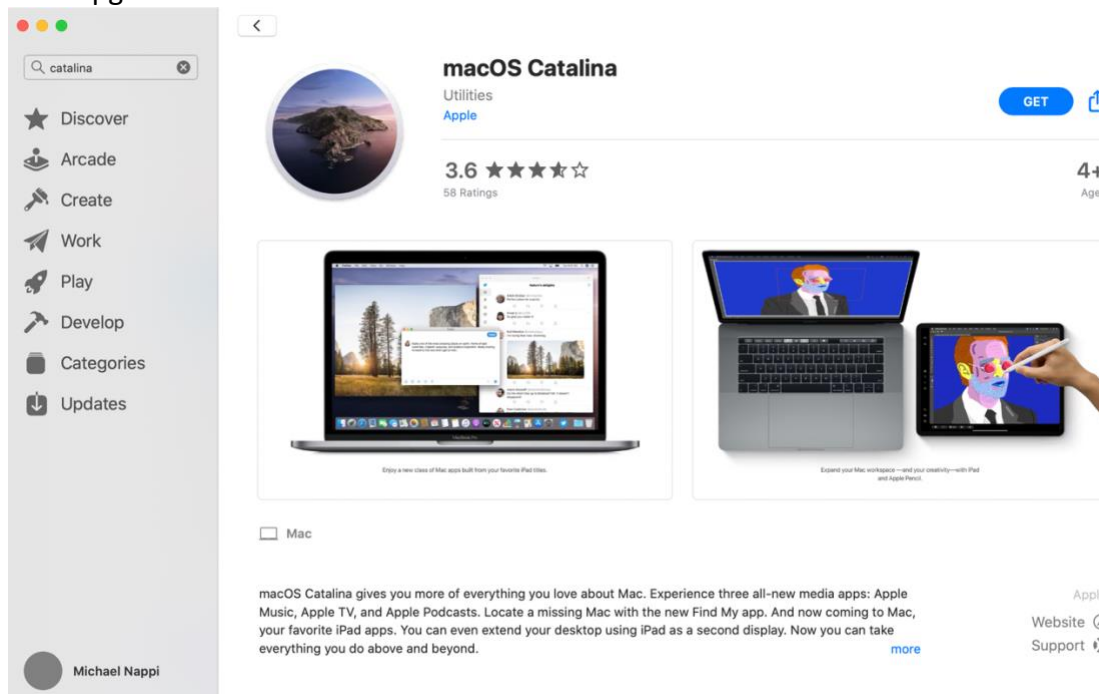 catalina
Discover
Arcade
Create
Work
Play
Develop
Categories
Updates
Michael Nappi
macOS Catalina
Utilities
Apple
GET
3.6
58 Ratings
4+
Age
Enjoy a new class of Mac apps built from your favorite iPad titles.
Expand your Mac workspace —and your creativity—with iPad
and Apple Pencil.
Mac
macOS Catalina gives you more of everything you love about Mac. Experience three all-new media apps: Apple
Music, Apple TV, and Apple Podcasts. Locate a missing Mac with the new Find My app. And now coming to Mac,
your favorite iPad apps. You can even extend your desktop using iPad as a second display. Now you can take
everything you do above and beyond.
more
Appl
Website
Support